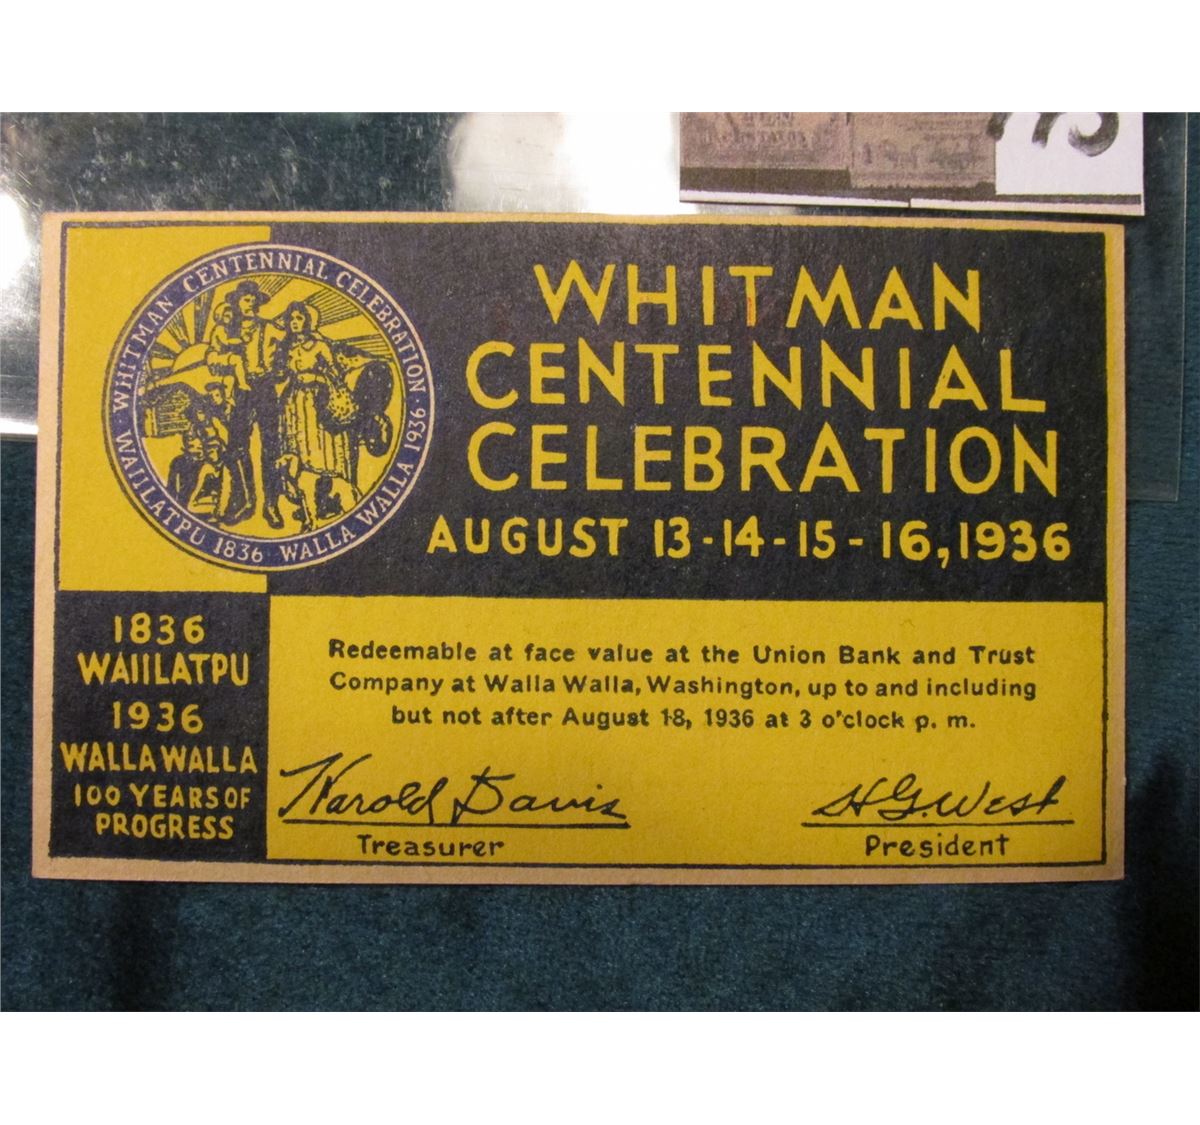 WHITMAN CENTENNIAL CELEBRATION
WAIILATPU 1836 · WALLA WALLA 1936
WHITMAN
CENTENNIAL
CELEBRATION
AUGUST 13-14-15-16, 1936
1836
WAIILATPU
1936
WALLA WALLA
100 YEARS OF
PROGRESS
Redeemable at face value at the Union Bank and Trust
Company at Walla Walla, Washington, up to and including
but not after August 18, 1936 at 3 o'clock p. m.
Harold Davis
Treasurer
H G. West
President